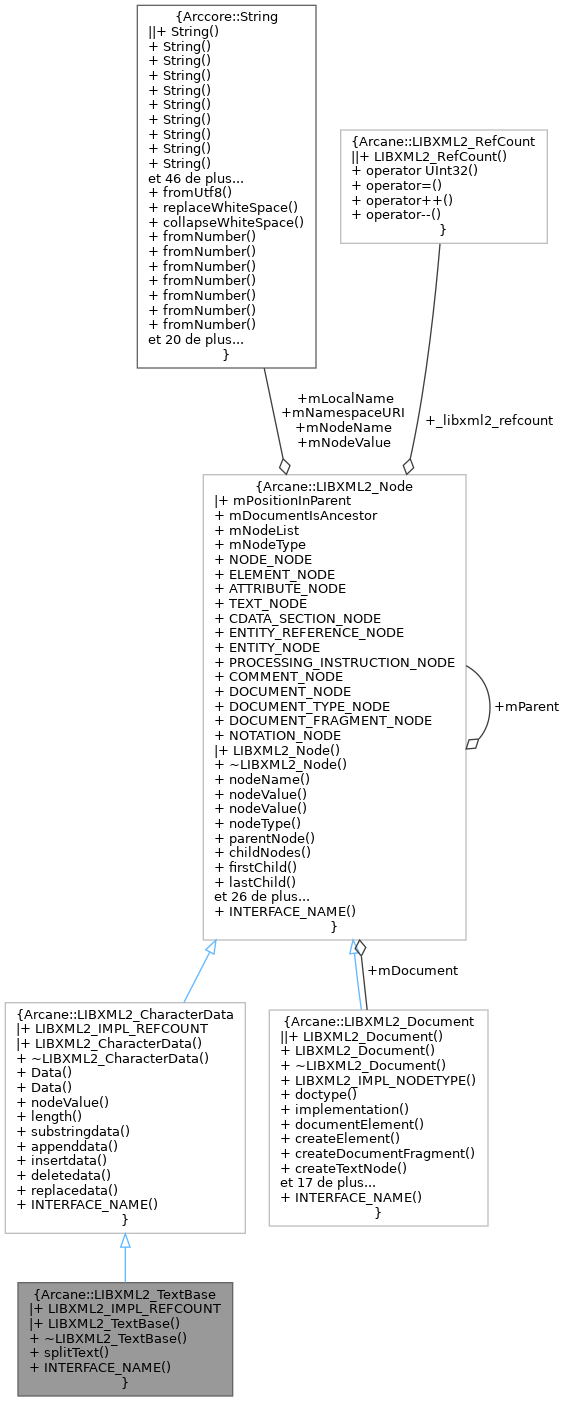 {Arccore::String
||+ String()
+ String()
+ String()
+ String()
+ String()
+ String()
+ String()
+ String()
+ String()
+ String()
et 46 de plus...
+ fromUtf8()
+ replaceWhiteSpace()
+ collapseWhiteSpace()
+ fromNumber()
+ fromNumber()
+ fromNumber()
+ fromNumber()
+ fromNumber()
+ fromNumber()
+ fromNumber()
et 20 de plus...
}
{Arcane::LIBXML2_RefCount
||+ LIBXML2_RefCount()
+ operator UInt32()
+ operator=()
+ operator++()
+ operator--()
}
+mLocalName
+mNamespaceURI
+mNodeName
+mNodeValue
+_libxml2_refcount
{Arcane::LIBXML2_Node
|+ mPositionInParent
+ mDocumentIsAncestor
+ mNodeList
+ mNodeType
+ NODE_NODE
+ ELEMENT_NODE
+ ATTRIBUTE_NODE
+ TEXT_NODE
+ CDATA_SECTION_NODE
+ ENTITY_REFERENCE_NODE
+ ENTITY_NODE
+ PROCESSING_INSTRUCTION_NODE
+ COMMENT_NODE
+ DOCUMENT_NODE
+ DOCUMENT_TYPE_NODE
+ DOCUMENT_FRAGMENT_NODE
+ NOTATION_NODE
|+ LIBXML2_Node()
+ ~LIBXML2_Node()
+ nodeName()
+ nodeValue()
+ nodeValue()
+ nodeType()
+ parentNode()
+ childNodes()
+ firstChild()
+ lastChild()
et 26 de plus...
+ INTERFACE_NAME()
}
+mParent
+mDocument
{Arcane::LIBXML2_CharacterData
|+ LIBXML2_IMPL_REFCOUNT
|+ LIBXML2_CharacterData()
+ ~LIBXML2_CharacterData()
+ Data()
+ Data()
+ nodeValue()
+ length()
+ substringdata()
+ appenddata()
+ insertdata()
+ deletedata()
+ replacedata()
+ INTERFACE_NAME()
}
{Arcane::LIBXML2_Document
||+ LIBXML2_Document()
+ LIBXML2_Document()
+ ~LIBXML2_Document()
+ LIBXML2_IMPL_NODETYPE()
+ doctype()
+ implementation()
+ documentElement()
+ createElement()
+ createDocumentFragment()
+ createTextNode()
et 17 de plus...
+ INTERFACE_NAME()
}
{Arcane::LIBXML2_TextBase
|+ LIBXML2_IMPL_REFCOUNT
|+ LIBXML2_TextBase()
+ ~LIBXML2_TextBase()
+ splitText()
+ INTERFACE_NAME()
}